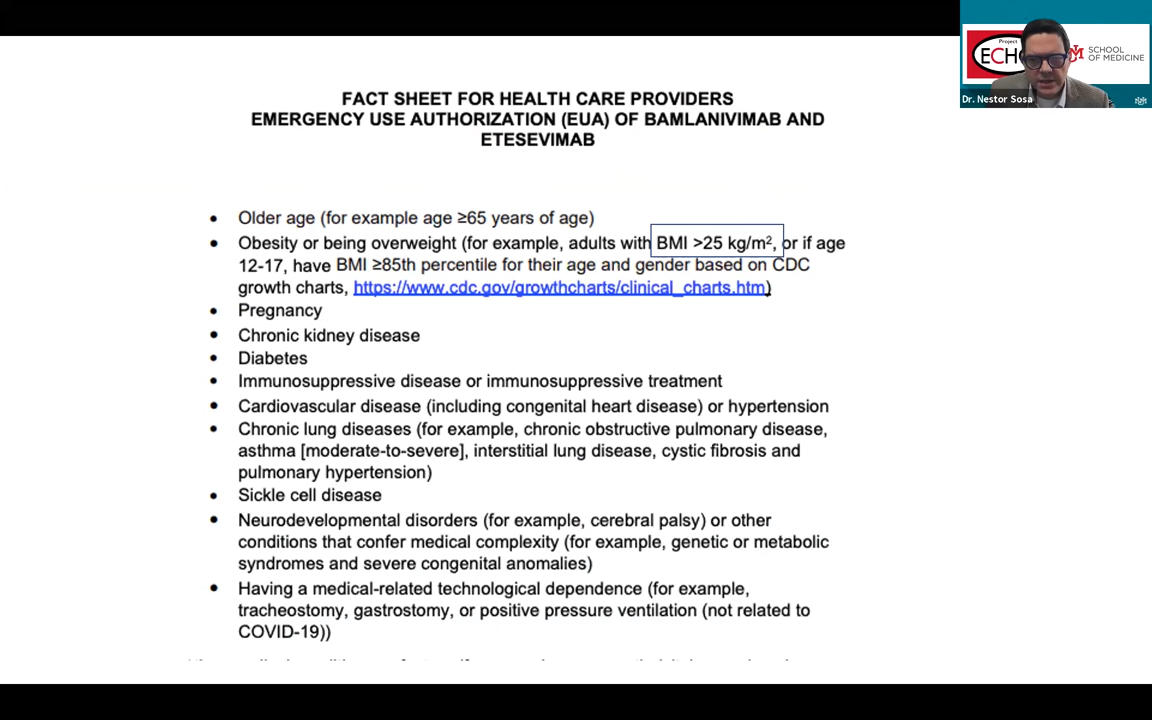 Project
ECHO
SCHOOL
OF MEDICINE
Dr. Nestor Sosa
FACT SHEET FOR HEALTH CARE PROVIDERS
EMERGENCY USE AUTHORIZATION (EUA) OF BAMLANIVIMAB AND
ETESEVIMAB
• Older age (for example age ≥65 years of age)
• Obesity or being overweight (for example, adults with BMI >25 kg/m², or if age
12-17, have BMI ≥85th percentile for their age and gender based on CDC
growth charts, https://www.cdc.gov/growthcharts/clinical_charts.htm)
• Pregnancy
• Chronic kidney disease
• Diabetes
• Immunosuppressive disease or immunosuppressive treatment
• Cardiovascular disease (including congenital heart disease) or hypertension
• Chronic lung diseases (for example, chronic obstructive pulmonary disease,
asthma [moderate-to-severe], interstitial lung disease, cystic fibrosis and
pulmonary hypertension)
• Sickle cell disease
• Neurodevelopmental disorders (for example, cerebral palsy) or other
conditions that confer medical complexity (for example, genetic or metabolic
syndromes and severe congenital anomalies)
• Having a medical-related technological dependence (for example,
tracheostomy, gastrostomy, or positive pressure ventilation (not related to
COVID-19))